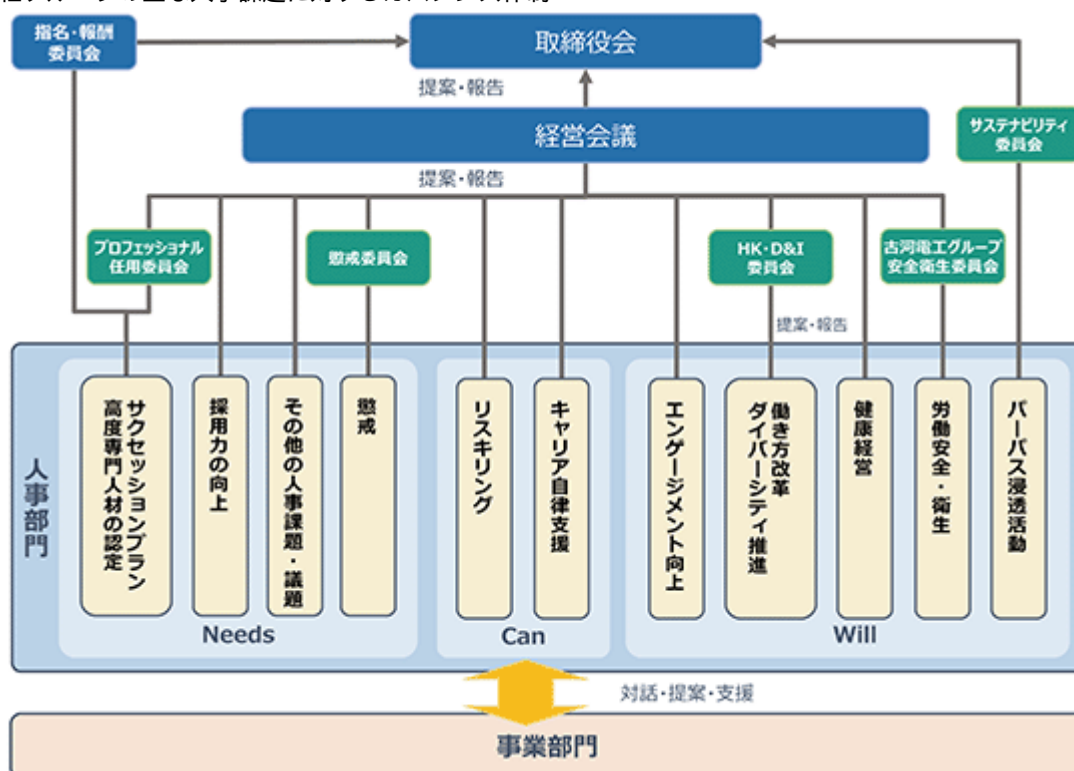 指名・報酬
委員会
取締役会
提案・報告
経営会議
サステナビリティ
委員会
提案・報告
プロフェッショナル
任用委員会
懲戒委員会
HK・D&I
委員会
古河電工グループ
安全衛生委員会
提案・報告
人事部門
サクセッションプラン
高度専門人材の認定
採用力の向上
その他の人事課題・議題
懲戒
リスキリング
キャリア自律支援
エンゲージメント向上
働き方改革
ダイバーシティ推進
健康経営
労働安全・衛生
パーパス浸透活動
Needs
Can
Will
対話・提案・支援
事業部門